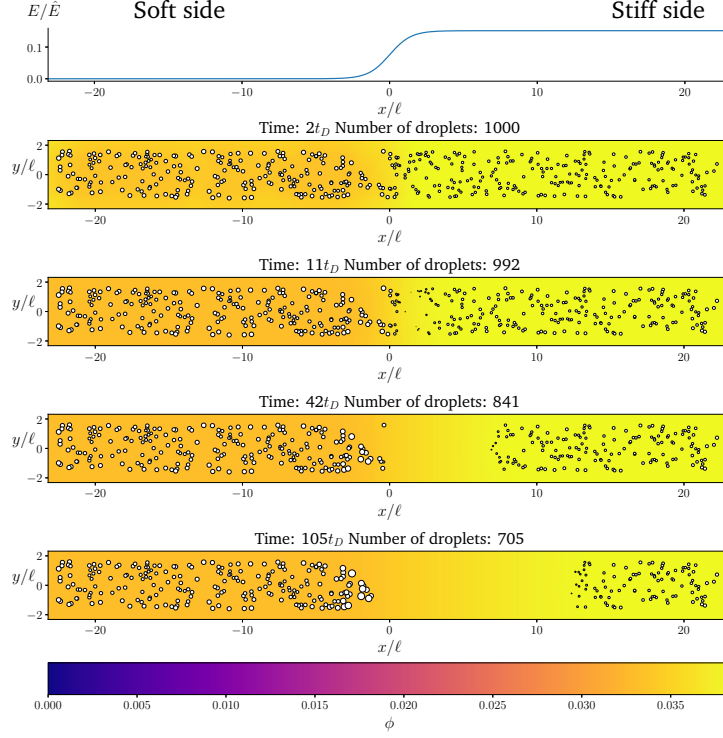 E/Ê Soft side Stiff side
0.1
0.0
−20 −10 0 10 20
x/ℓ
Time: 2t_D Number of droplets: 1000
2
y/ℓ 0
−2
−20 −10 0 10 20
x/ℓ
Time: 11t_D Number of droplets: 992
2
y/ℓ 0
−2
−20 −10 0 10 20
x/ℓ
Time: 42t_D Number of droplets: 841
2
y/ℓ 0
−2
−20 −10 0 10 20
x/ℓ
Time: 105t_D Number of droplets: 705
2
y/ℓ 0
−2
−20 −10 0 10 20
x/ℓ
0.000 0.005 0.010 0.015 0.020 0.025 0.030 0.035
ϕ